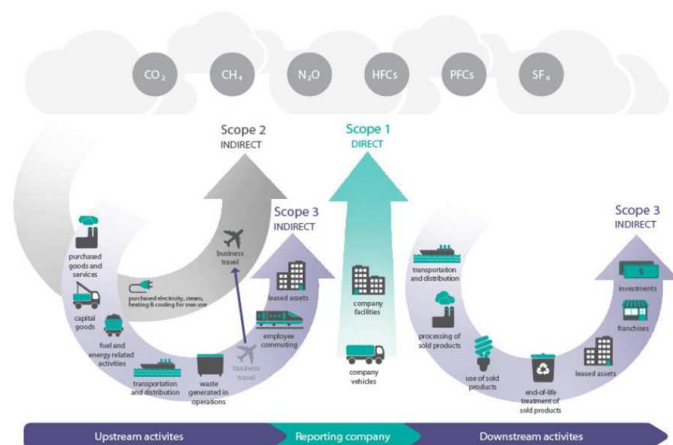 CO₂
CH₄
N₂O
HFCs
PFCs
SF₆
Scope 2
INDIRECT
Scope 1
DIRECT
Scope 3
INDIRECT
Scope 3
INDIRECT
purchased
goods and
services
capital
goods
fuel and
energy related
activities
purchased electricity, steam,
heating & cooling for own use
transportation
and distribution
waste
generated in
operations
business
travel
business
travel
employee
commuting
leased assets
company
facilities
company
vehicles
transportation
and distribution
processing of
sold products
use of sold
products
end-of-life
treatment of
sold products
leased assets
franchises
investments
Upstream activites
Reporting company
Downstream activites